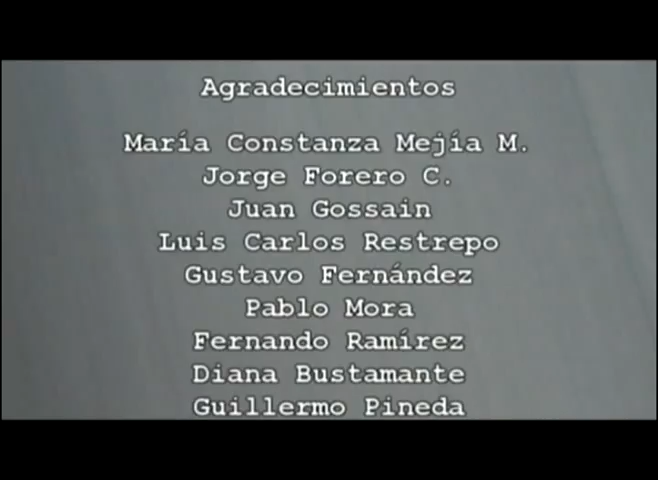 Agradecimientos
María Constanza Mejía M.
Jorge Forero C.
Juan Gossain
Luis Carlos Restrepo
Gustavo Fernández
Pablo Mora
Fernando Ramírez
Diana Bustamante
Guillermo Pineda